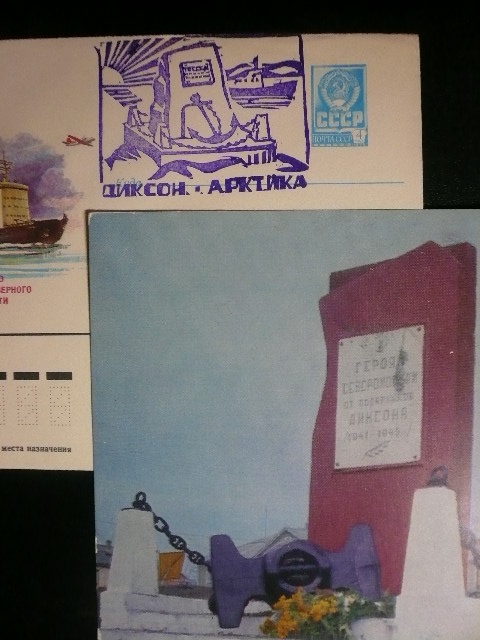 СССР
ПОЧТА СССР
4
ДИКСОН. АРКТИКА
ЕРНОГО
ТИ
места назначения
ГЕРОЯМ
СЕВЕРОМОРЦАМ
ОТ ПОЛЯРНИКОВ
ДИКСОНА
1941-1945